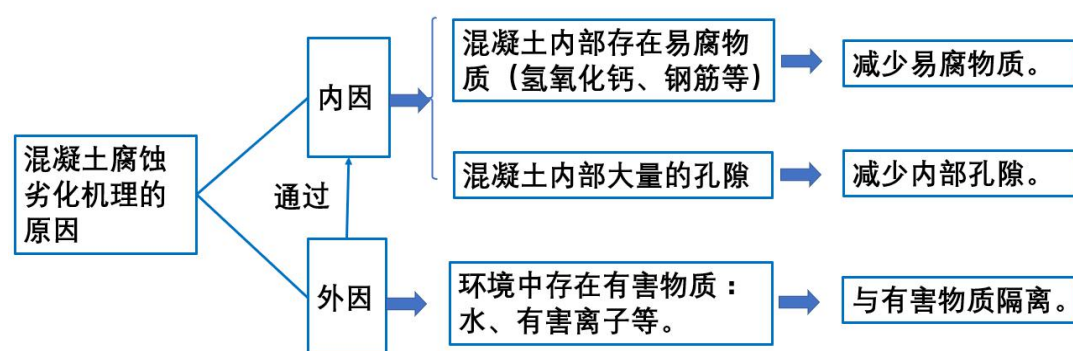 混凝土腐蚀
劣化机理的
原因
内因
通过
外因
混凝土内部存在易腐物
质（氢氧化钙、钢筋等）
减少易腐物质。
混凝土内部大量的孔隙
减少内部孔隙。
环境中存在有害物质：
水、有害离子等。
与有害物质隔离。